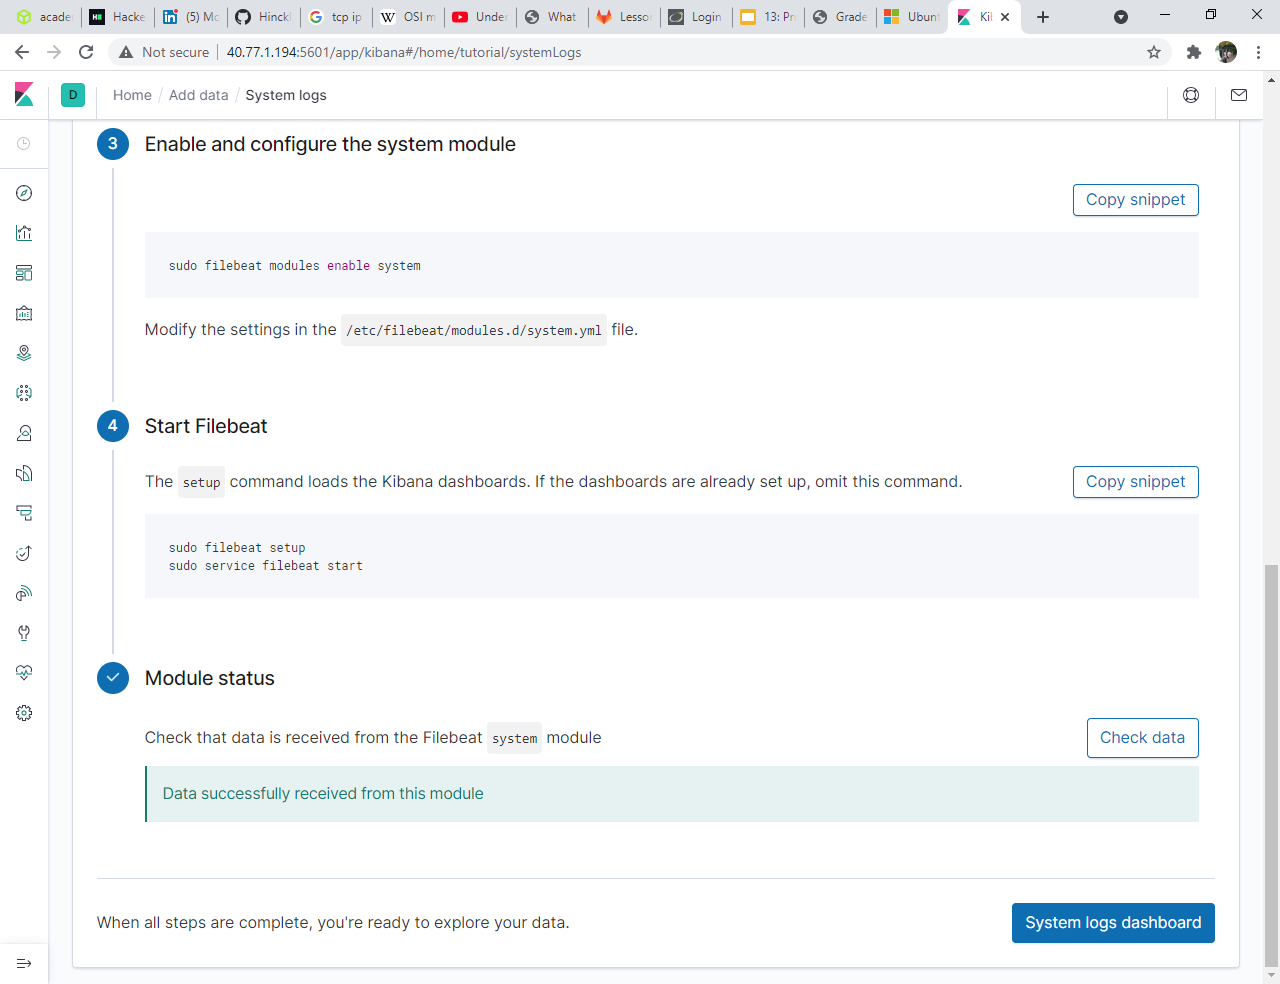 acader
Hacke
(5) Mc
Hinckl
tcp ip
OSI m
Under
What
Lesso
Login
13: Pr
Grade
Ubunt
Kil
Not secure
40.77.1.194:5601/app/kibana#/home/tutorial/systemLogs
D
Home / Add data / System logs
3 Enable and configure the system module
Copy snippet
sudo filebeat modules enable system
Modify the settings in the /etc/filebeat/modules.d/system.yml file.
4 Start Filebeat
The setup command loads the Kibana dashboards. If the dashboards are already set up, omit this command.
Copy snippet
sudo filebeat setup
sudo service filebeat start
Module status
Check that data is received from the Filebeat system module
Check data
Data successfully received from this module
When all steps are complete, you're ready to explore your data.
System logs dashboard